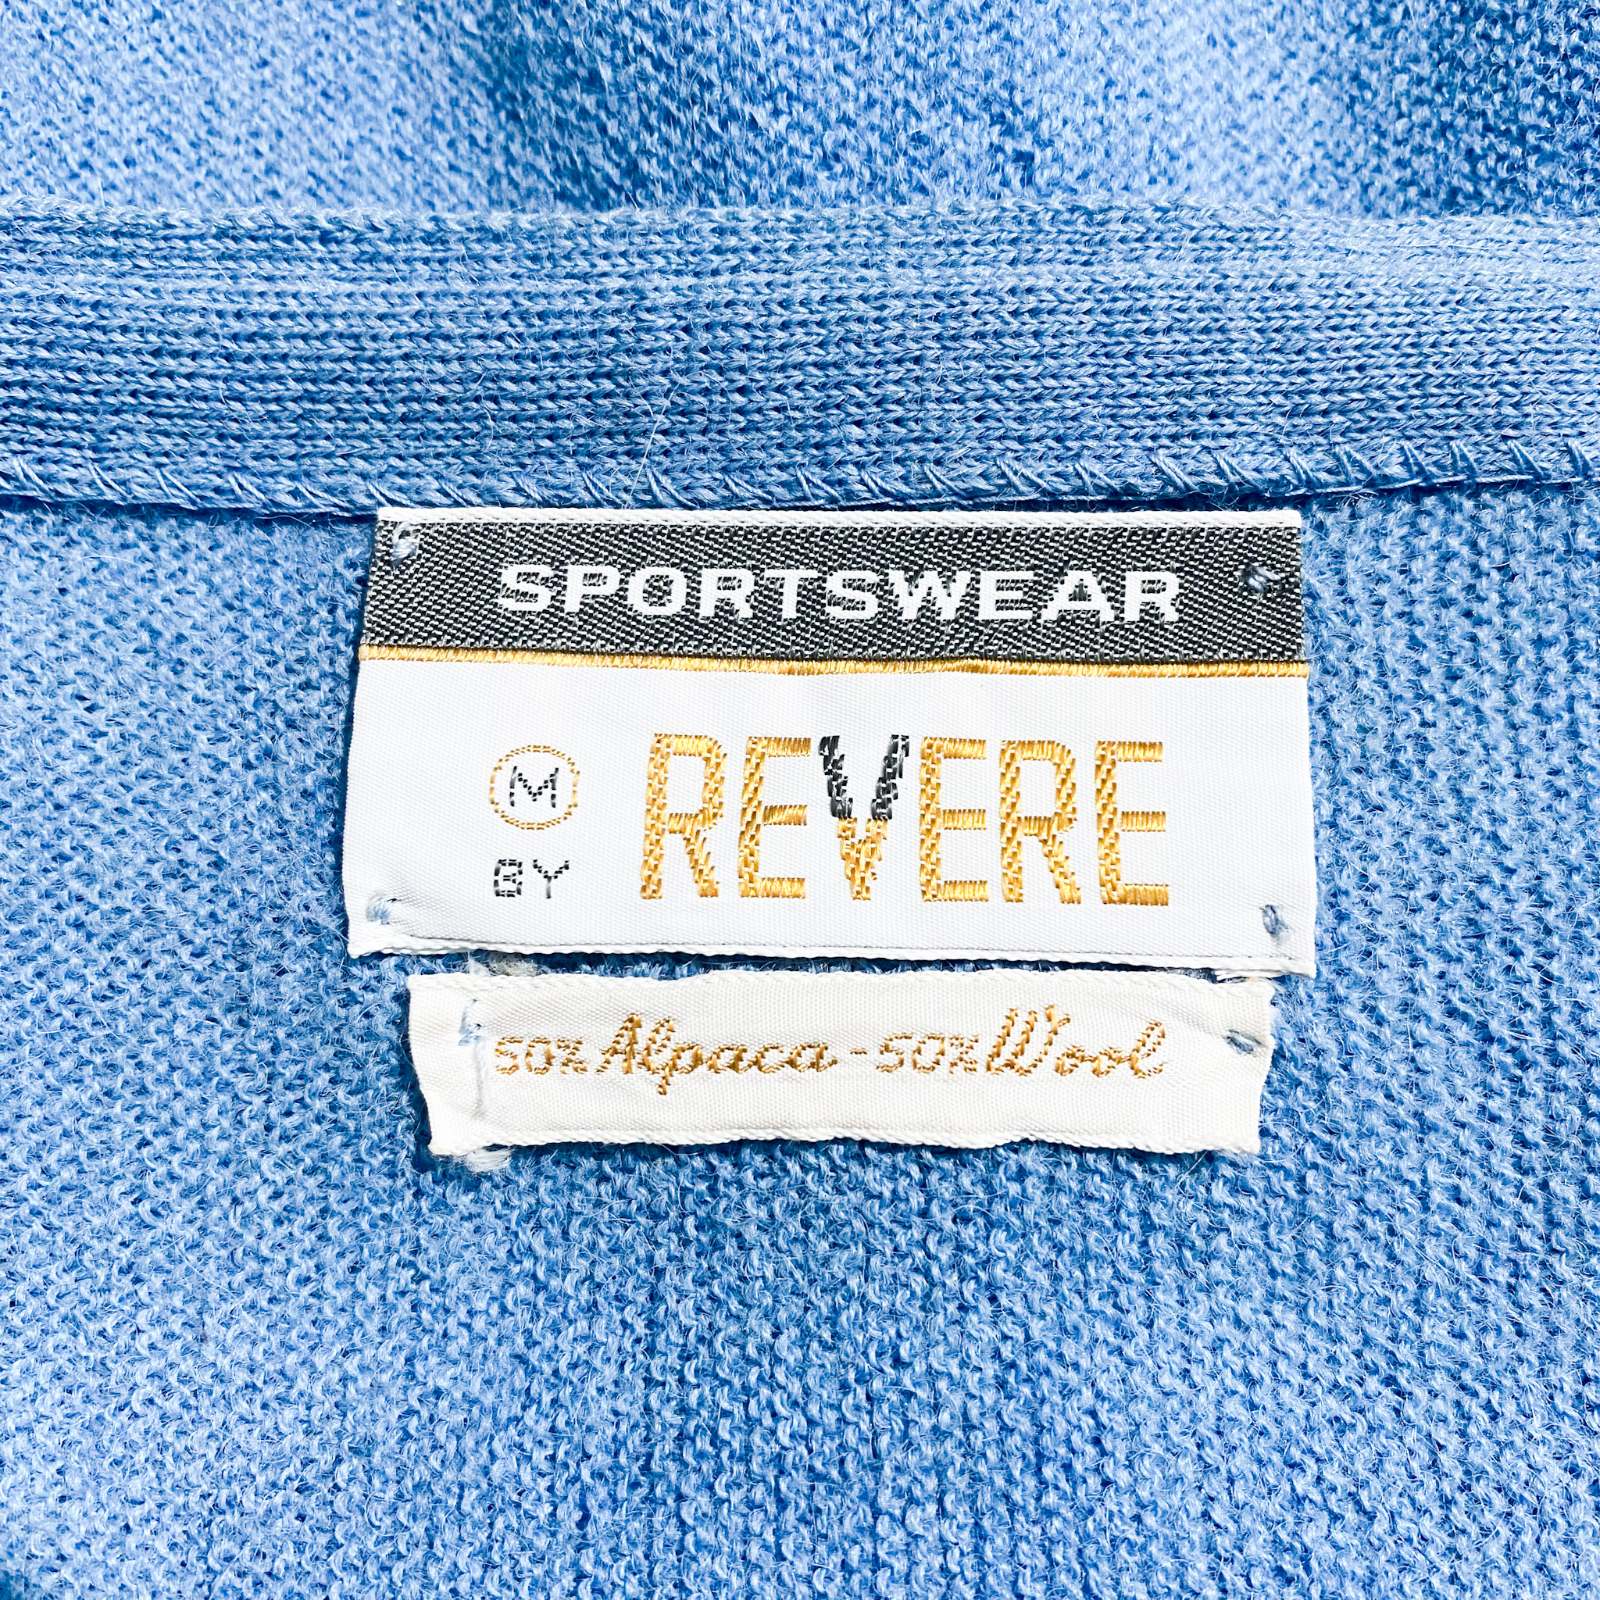 SPORTSWEAR
M
BY REVERE
50% Alpaca - 50% Wool